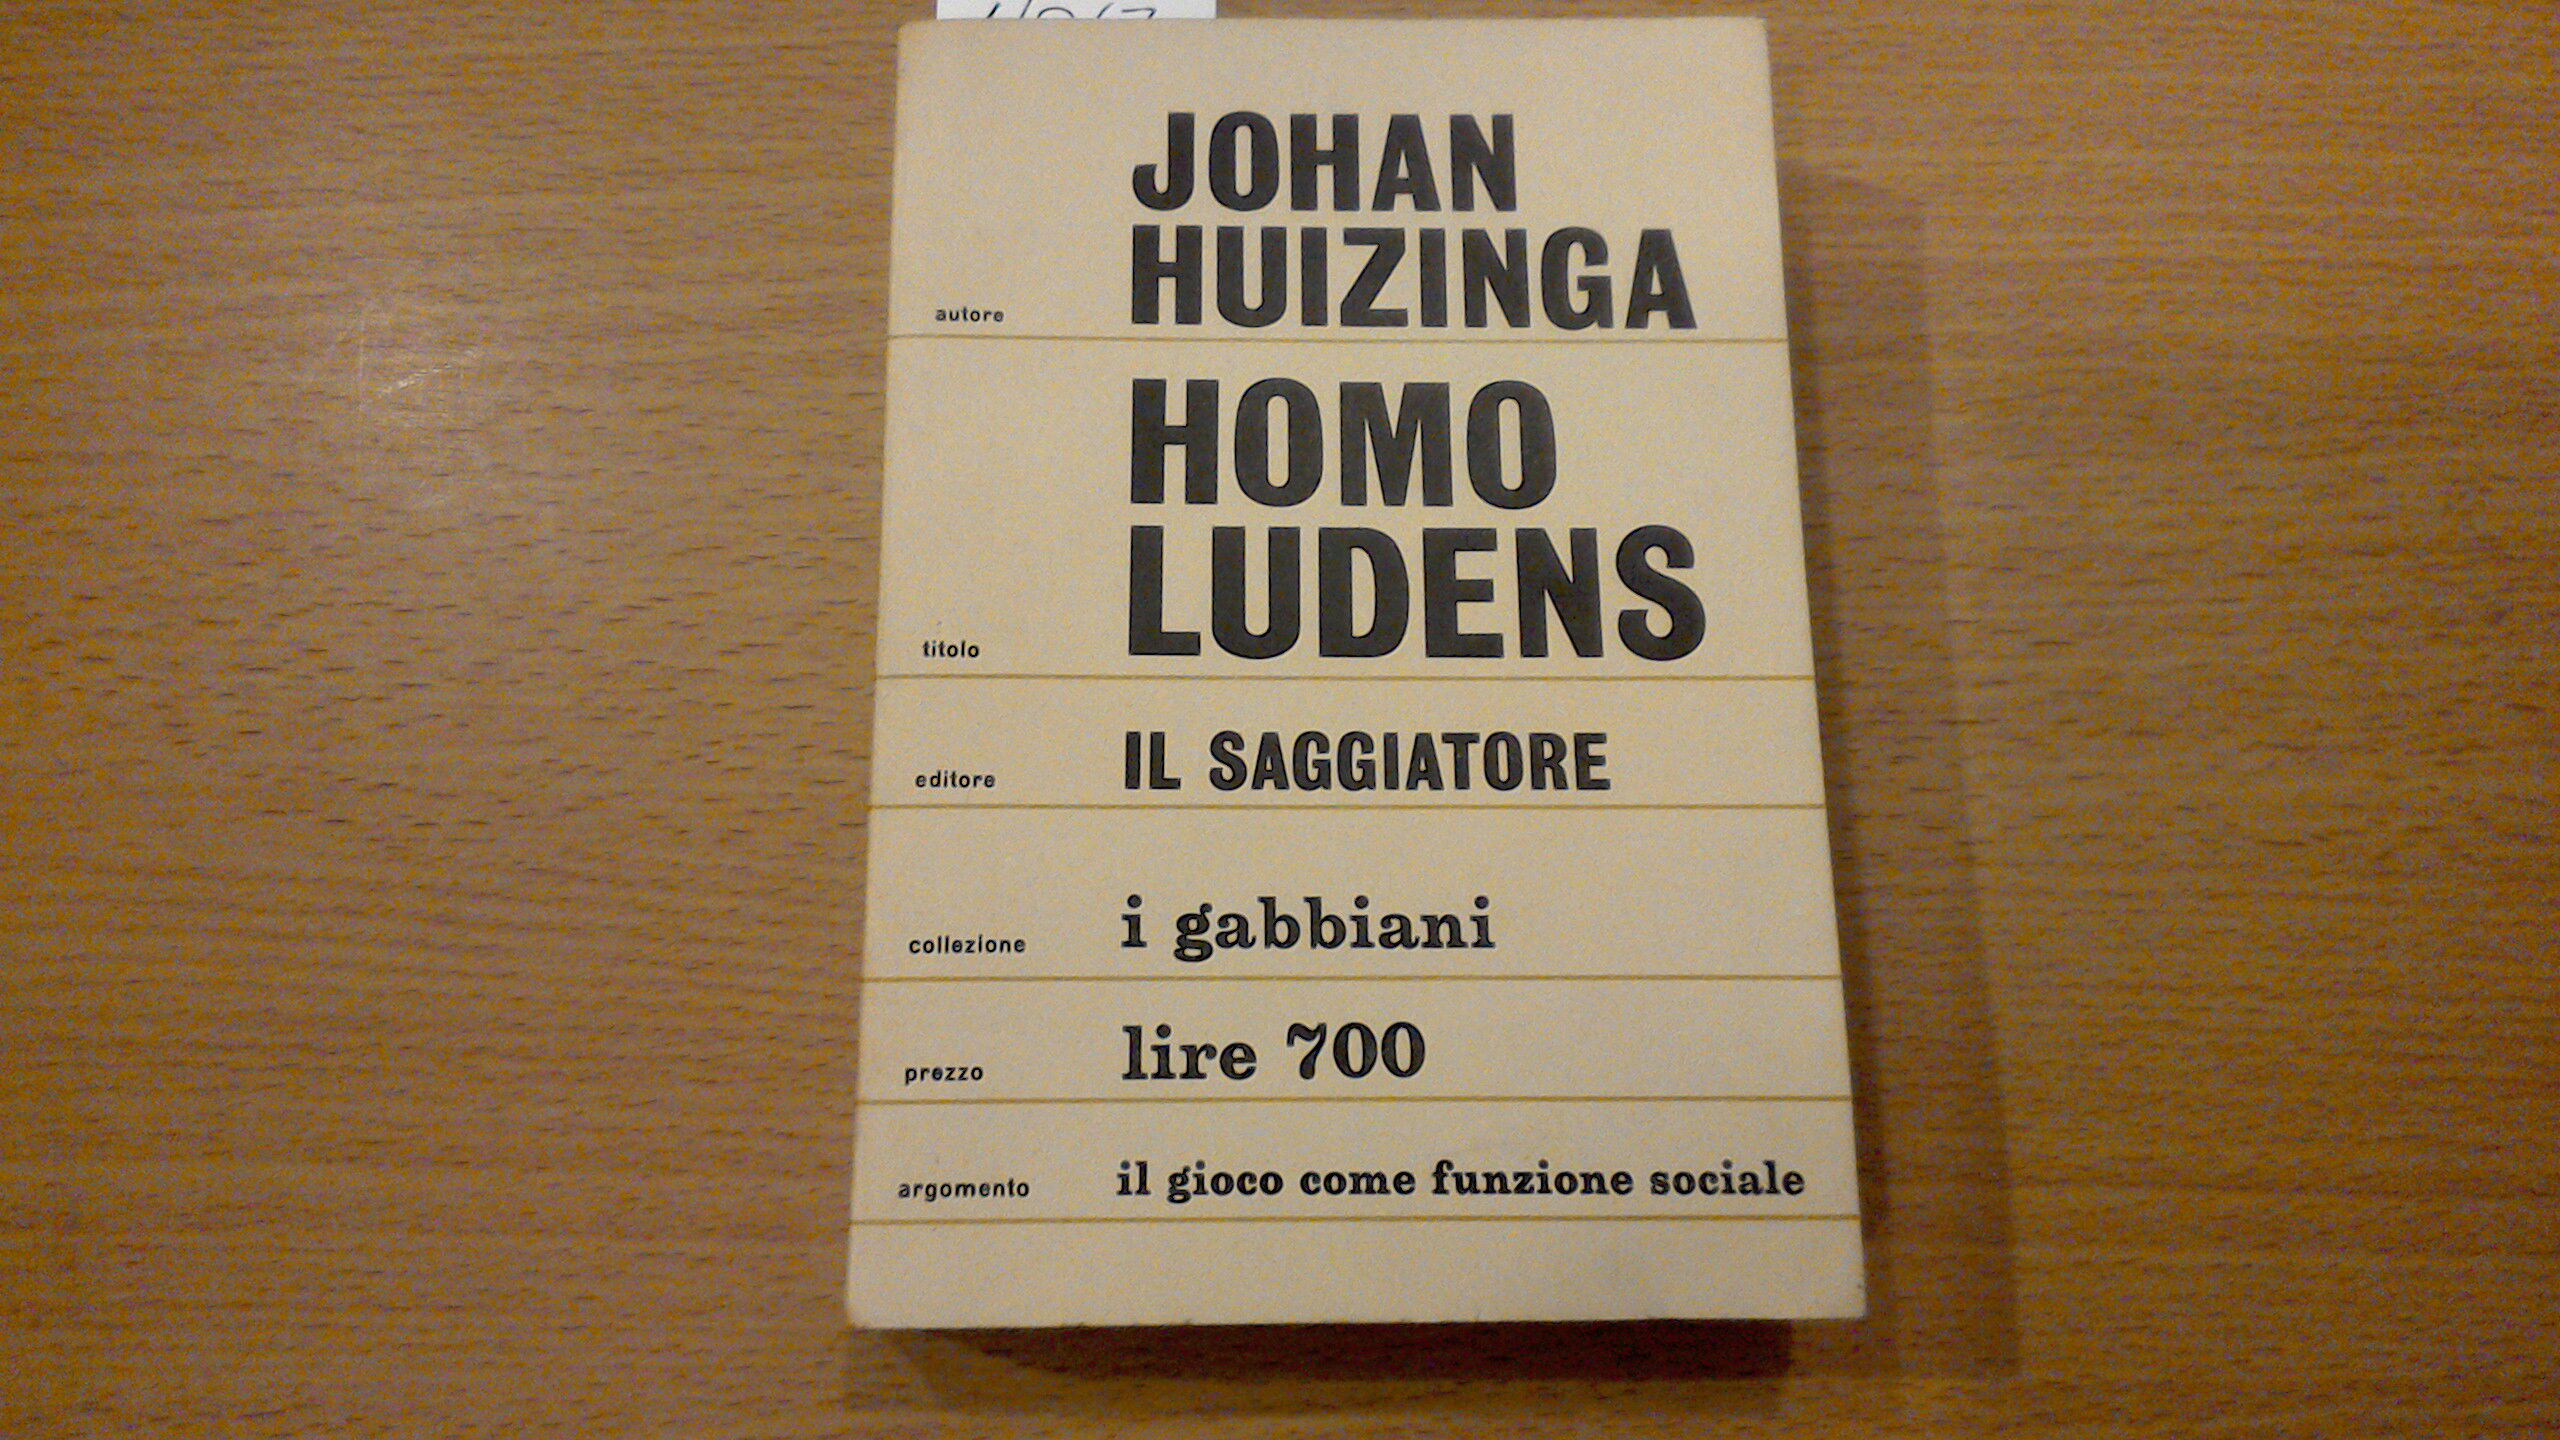 JOHAN
HUIZINGA
autore
HOMO
LUDENS
titolo
editore IL SAGGIATORE
collezione i gabbiani
prezzo lire 700
argomento il gioco come funzione sociale